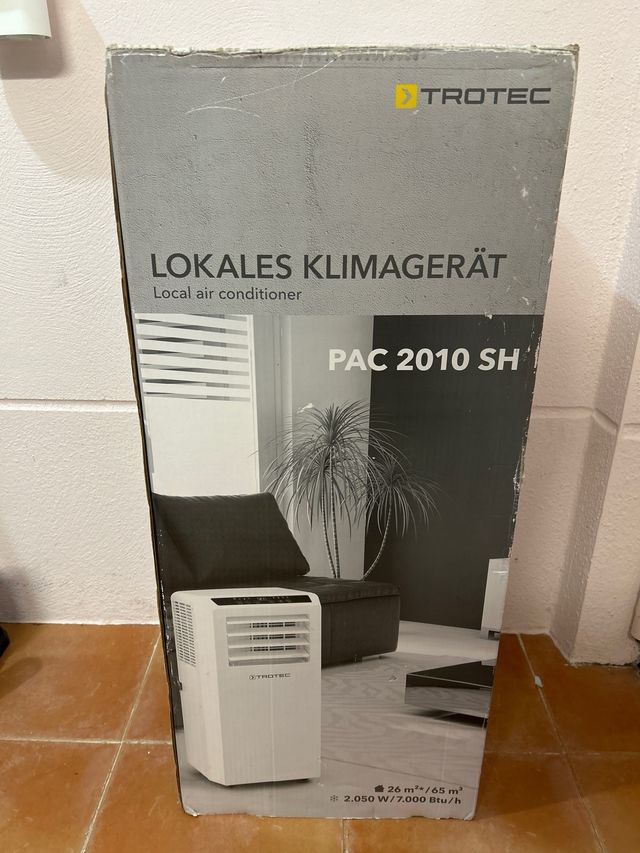 TROTEC
LOKALES KLIMAGERÄT
Local air conditioner
PAC 2010 SH
TROTEC
26 m²*/65 m³
2.050 W/7.000 Btu/h